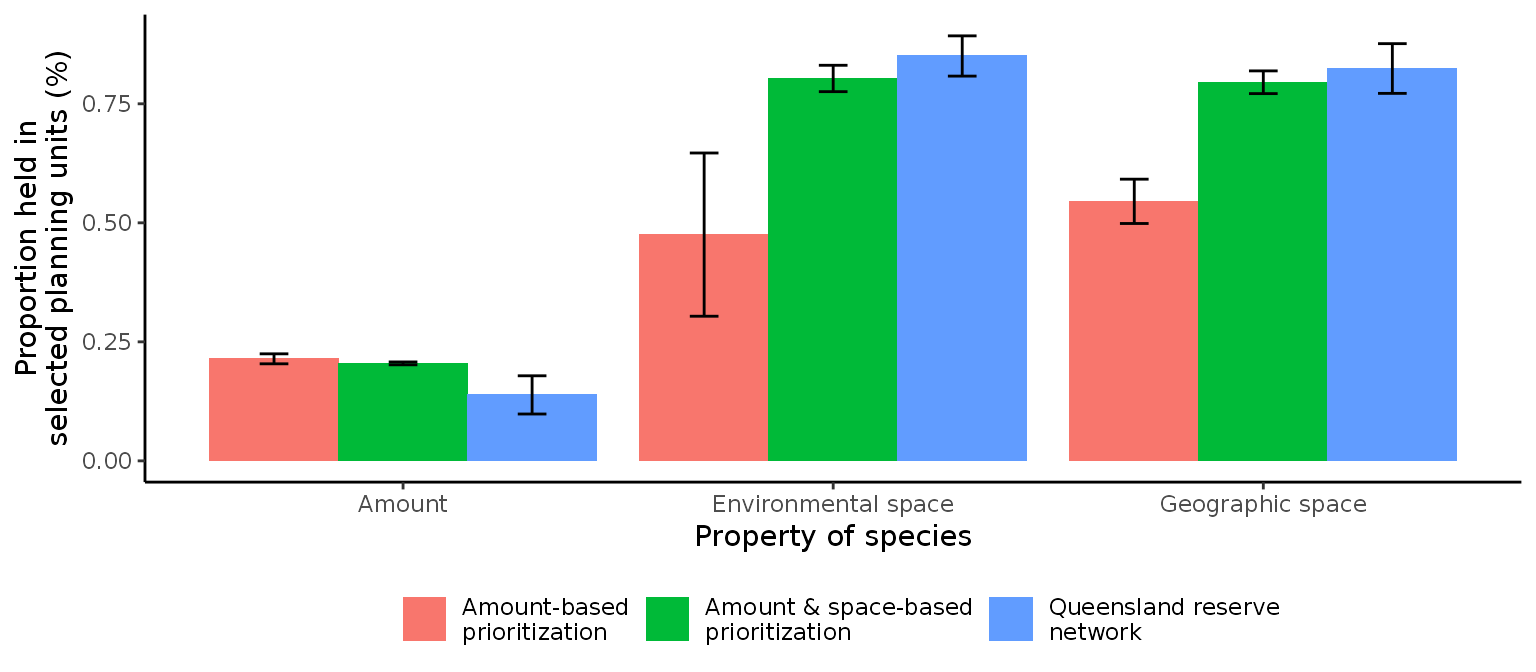 Proportion held in
selected planning units (%)
0.75
0.50
0.25
0.00
Amount
Environmental space
Geographic space
Property of species
Amount-based
prioritization
Amount & space-based
prioritization
Queensland reserve
network